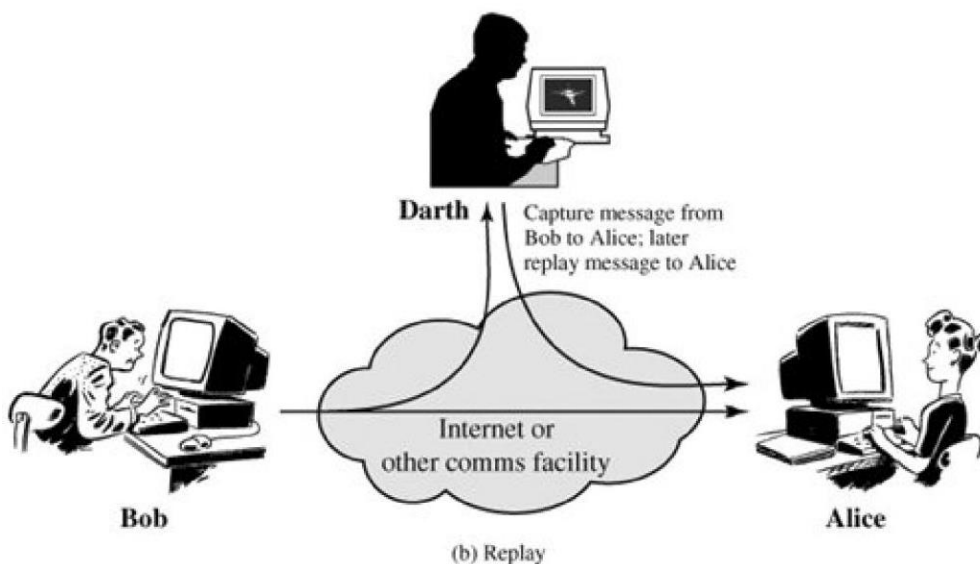 Darth
Capture message from
Bob to Alice; later
replay message to Alice
Internet or
other comms facility
Bob
Alice
(b) Replay